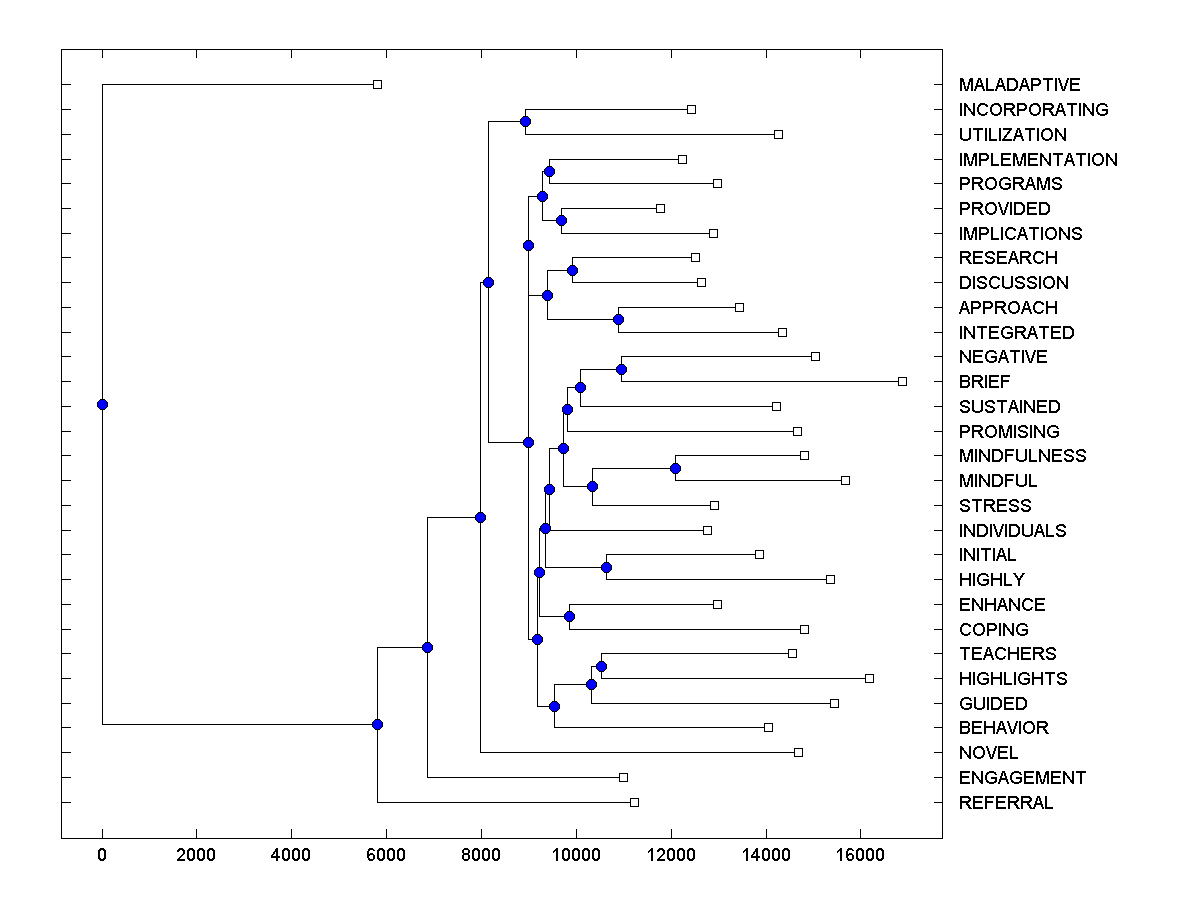 MALADAPTIVE
INCORPORATING
UTILIZATION
IMPLEMENTATION
PROGRAMS
PROVIDED
IMPLICATIONS
RESEARCH
DISCUSSION
APPROACH
INTEGRATED
NEGATIVE
BRIEF
SUSTAINED
PROMISING
MINDFULNESS
MINDFUL
STRESS
INDIVIDUALS
INITIAL
HIGHLY
ENHANCE
COPING
TEACHERS
HIGHLIGHTS
GUIDED
BEHAVIOR
NOVEL
ENGAGEMENT
REFERRAL
0 2000 4000 6000 8000 10000 12000 14000 16000